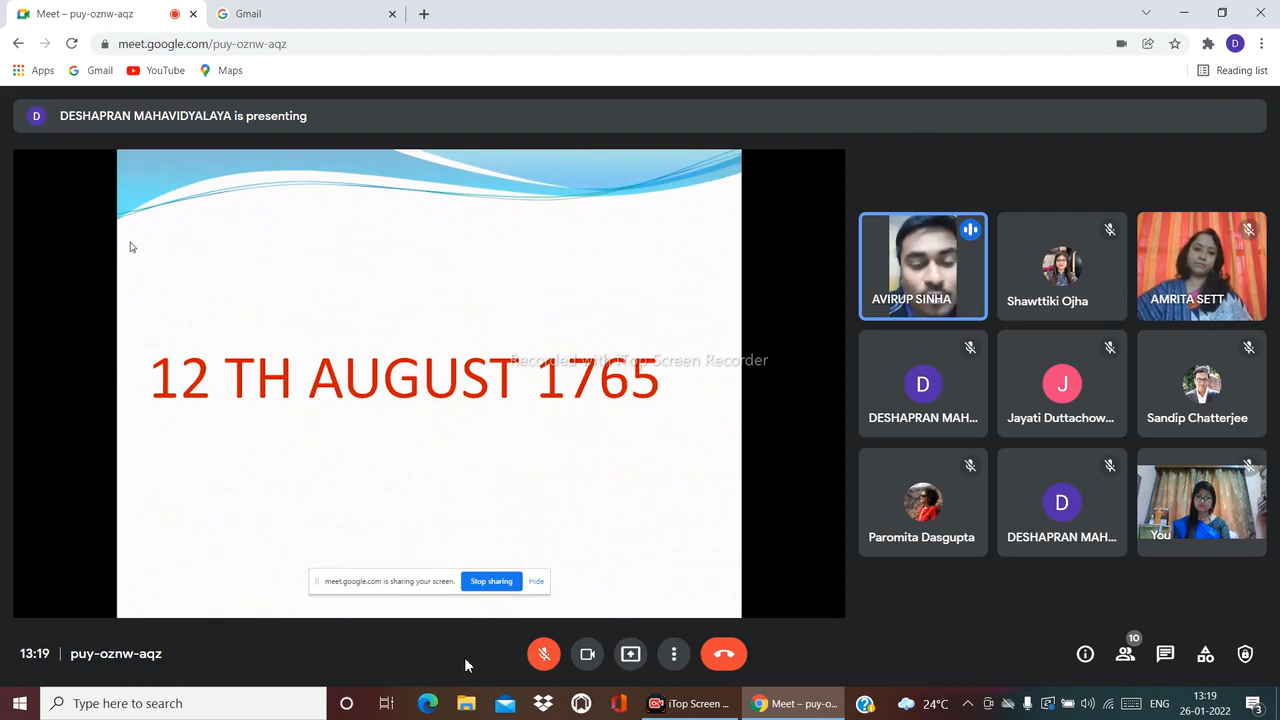 Meet – puy-oznw-aqz
Gmail
meet.google.com/puy-oznw-aqz
D
Apps
Gmail
YouTube
Maps
Reading list
D
DESHAPRAN MAHAVIDYALAYA is presenting
12 TH AUGUST 1765
Recorded with iTop Screen Recorder
meet.google.com is sharing your screen.
Stop sharing
Hide
AVIRUP SINHA
Shawttiki Ojha
AMRITA SETT
D
DESHAPRAN MAH...
J
Jayati Duttachow...
Sandip Chatterjee
Paromita Dasgupta
D
DESHAPRAN MAH...
You
13:19 | puy-oznw-aqz
10
Type here to search
iTop Screen ...
Meet – puy-o...
24°C
ENG
13:19
26-01-2022
3